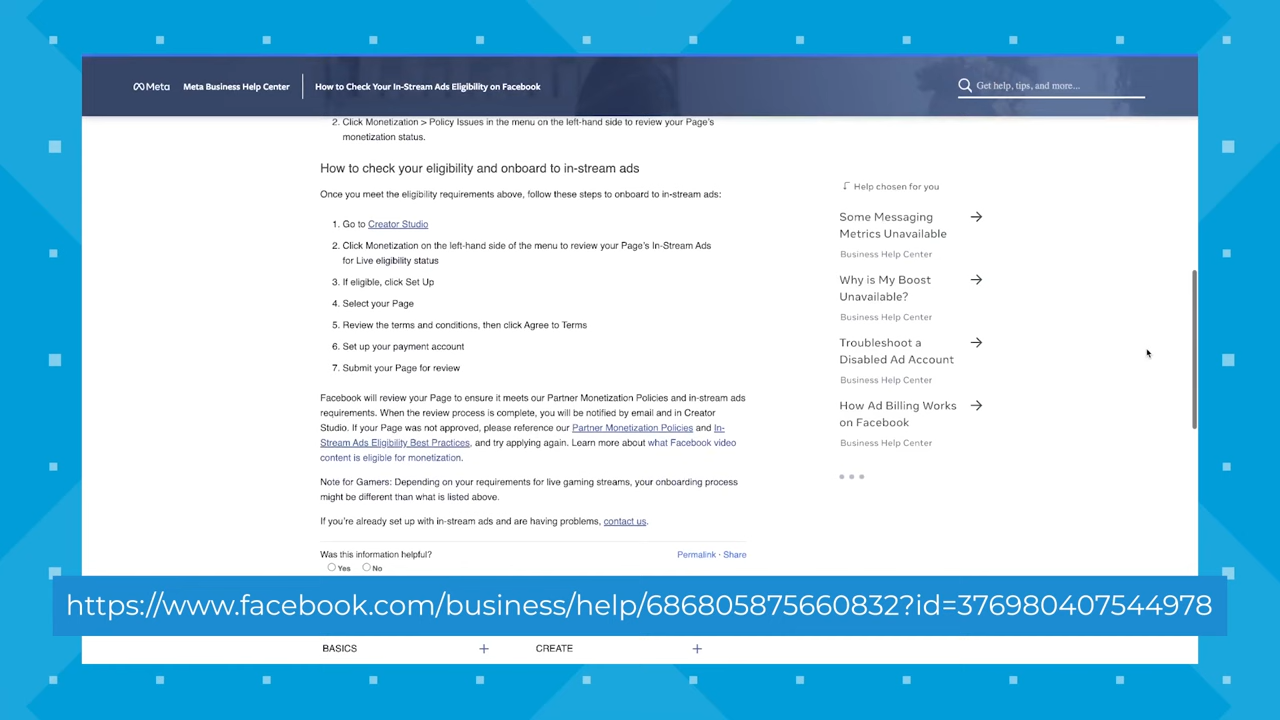 Meta
Meta Business Help Center
How to Check Your In-Stream Ads Eligibility on Facebook
Get help, tips, and more...
2. Click Monetization > Policy Issues in the menu on the left-hand side to review your Page's
monetization status.
How to check your eligibility and onboard to in-stream ads
Once you meet the eligibility requirements above, follow these steps to onboard to in-stream ads:
1. Go to Creator Studio
2. Click Monetization on the left-hand side of the menu to review your Page's In-Stream Ads
for Live eligibility status
3. If eligible, click Set Up
4. Select your Page
5. Review the terms and conditions, then click Agree to Terms
6. Set up your payment account
7. Submit your Page for review
Facebook will review your Page to ensure it meets our Partner Monetization Policies and in-stream ads
requirements. When the review process is complete, you will be notified by email and in Creator
Studio. If your Page was not approved, please reference our Partner Monetization Policies and In-
Stream Ads Eligibility Best Practices, and try applying again. Learn more about what Facebook video
content is eligible for monetization.
Note for Gamers: Depending on your requirements for live gaming streams, your onboarding process
might be different than what is listed above.
If you're already set up with in-stream ads and are having problems, contact us.
Was this information helpful?
Permalink · Share
Yes No
Help chosen for you
Some Messaging
Metrics Unavailable
Business Help Center
Why is My Boost
Unavailable?
Business Help Center
Troubleshoot a
Disabled Ad Account
Business Help Center
How Ad Billing Works
on Facebook
Business Help Center
https://www.facebook.com/business/help/686805875660832?id=376980407544978
BASICS
CREATE